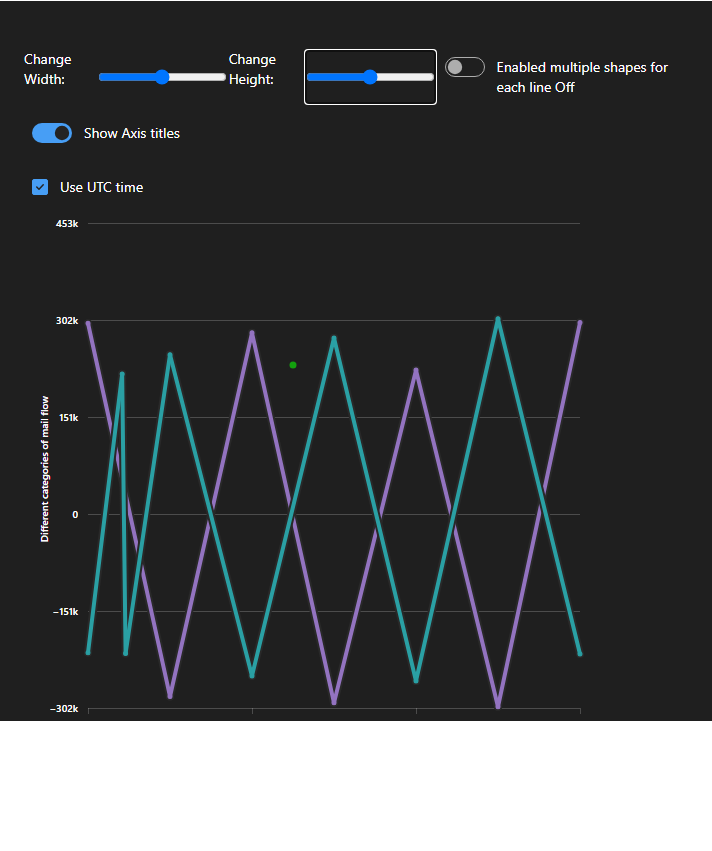 Change
Width:
Change
Height:
Enabled multiple shapes for
each line Off
Show Axis titles
Use UTC time
453k
302k
151k
0
−151k
−302k
Different categories of mail flow